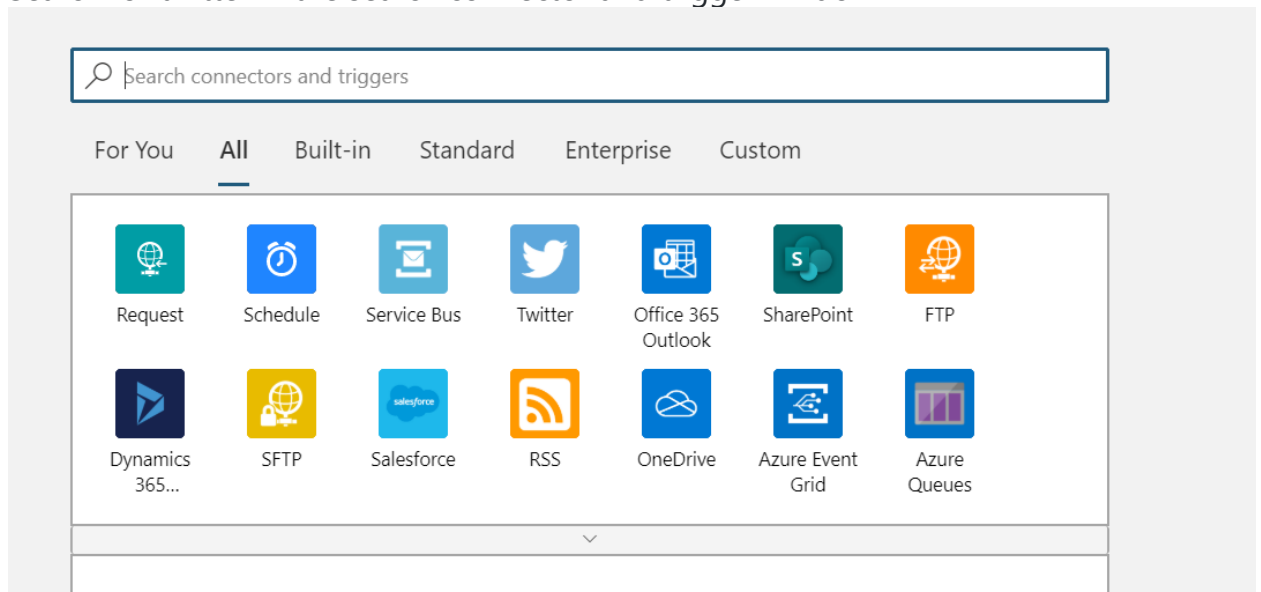 Search connectors and triggers
For You All Built-in Standard Enterprise Custom
Request Schedule Service Bus Twitter Office 365 Outlook SharePoint FTP
Dynamics 365... SFTP Salesforce RSS OneDrive Azure Event Grid Azure Queues